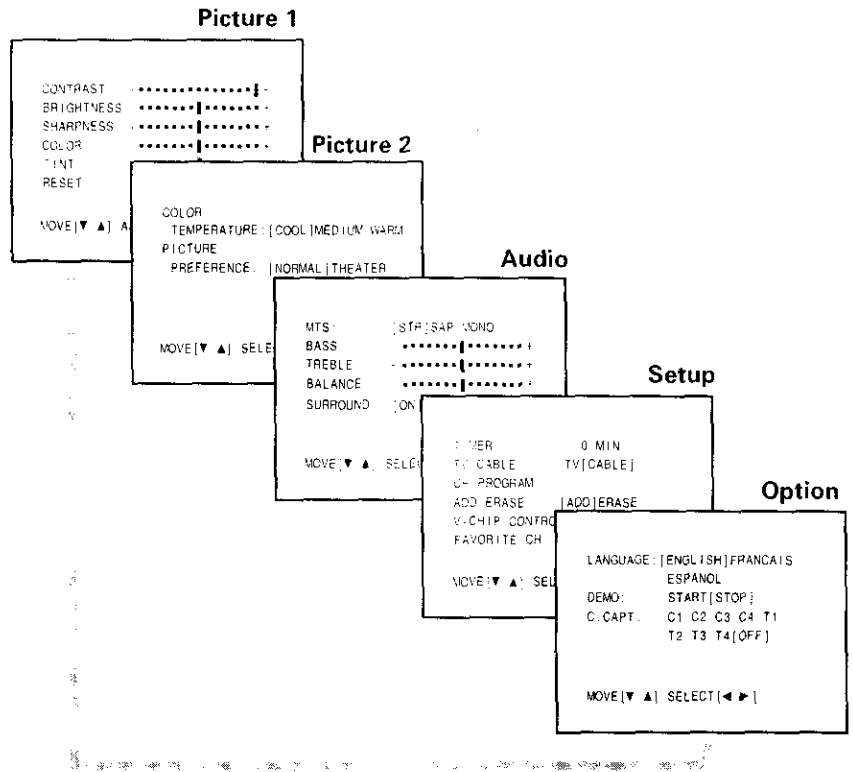 Picture 1
CONTRAST
BRIGHTNESS
SHARPNESS
COLOR
TINT
RESET
MOVE[▼ ▲] A
Picture 2
COLOR
TEMPERATURE:[COOL]MEDIUM WARM
PICTURE
PREFERENCE: [NORMAL]THEATER
MOVE[▼ ▲] SELE
Audio
MTS: [STR]SAP MONO
BASS - +
TREBLE - +
BALANCE - +
SURROUND [ON
MOVE[▼ ▲] SELEC
Setup
TIMER 0 MIN
TV CABLE TV[CABLE]
CH PROGRAM
ADD ERASE [ADD]ERASE
V-CHIP CONTRO
FAVORITE CH
MOVE[▼ ▲] SEL
Option
LANGUAGE:[ENGLISH]FRANCAIS
ESPANOL
DEMO: START[STOP]
C.CAPT. C1 C2 C3 C4 T1
T2 T3 T4[OFF]
MOVE[▼ ▲] SELECT[◄ ►]